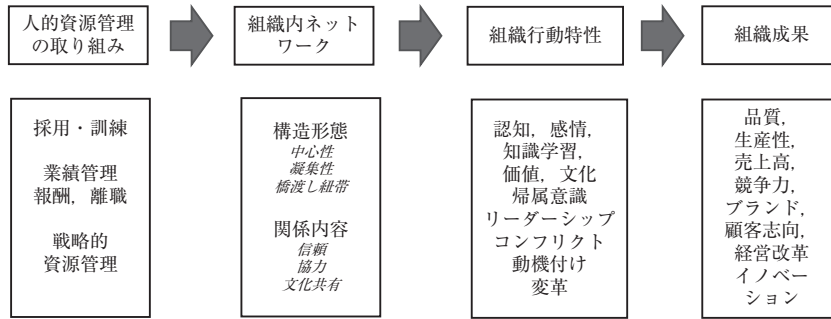 人的資源管理
の取り組み
組織内ネット
ワーク
組織行動特性
組織成果
採用・訓練
業績管理
報酬，離職
戦略的
資源管理
構造形態
中心性
凝集性
橋渡し紐帯
関係内容
信頼
協力
文化共有
認知，感情，
知識学習，
価値，文化
帰属意識
リーダーシップ
コンフリクト
動機付け
変革
品質，
生産性，
売上高，
競争力，
ブランド，
顧客志向，
経営改革
イノベー
ション